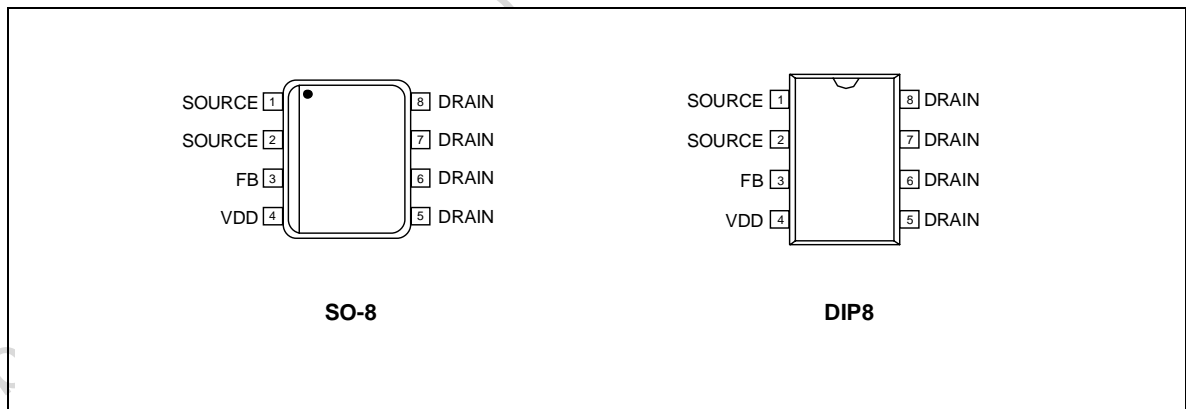 SOURCE 1 8 DRAIN
SOURCE 2 7 DRAIN
FB 3 6 DRAIN
VDD 4 5 DRAIN
SO-8
SOURCE 1 8 DRAIN
SOURCE 2 7 DRAIN
FB 3 6 DRAIN
VDD 4 5 DRAIN
DIP8